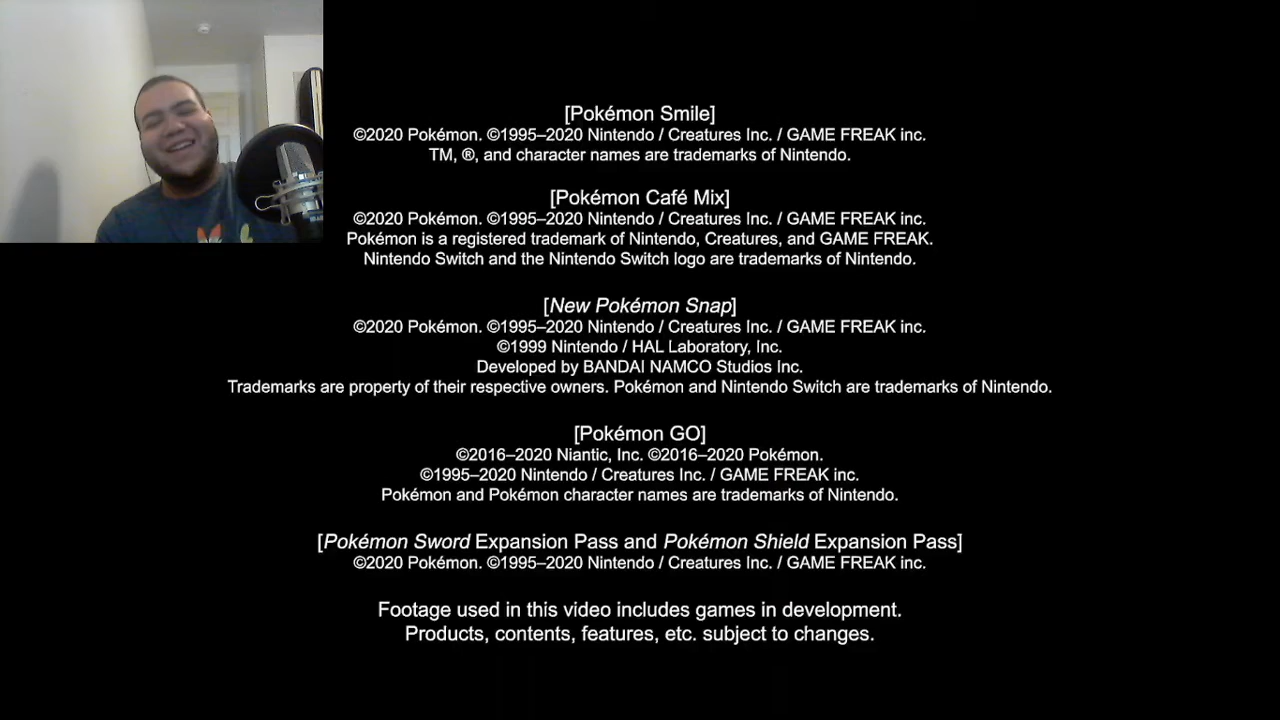 [Pokémon Smile]
©2020 Pokémon. ©1995–2020 Nintendo / Creatures Inc. / GAME FREAK inc.
TM, ®, and character names are trademarks of Nintendo.
[Pokémon Café Mix]
©2020 Pokémon. ©1995–2020 Nintendo / Creatures Inc. / GAME FREAK inc.
Pokémon is a registered trademark of Nintendo, Creatures, and GAME FREAK.
Nintendo Switch and the Nintendo Switch logo are trademarks of Nintendo.
[New Pokémon Snap]
©2020 Pokémon. ©1995–2020 Nintendo / Creatures Inc. / GAME FREAK inc.
©1999 Nintendo / HAL Laboratory, Inc.
Developed by BANDAI NAMCO Studios Inc.
Trademarks are property of their respective owners. Pokémon and Nintendo Switch are trademarks of Nintendo.
[Pokémon GO]
©2016–2020 Niantic, Inc. ©2016–2020 Pokémon.
©1995–2020 Nintendo / Creatures Inc. / GAME FREAK inc.
Pokémon and Pokémon character names are trademarks of Nintendo.
[Pokémon Sword Expansion Pass and Pokémon Shield Expansion Pass]
©2020 Pokémon. ©1995–2020 Nintendo / Creatures Inc. / GAME FREAK inc.
Footage used in this video includes games in development.
Products, contents, features, etc. subject to changes.